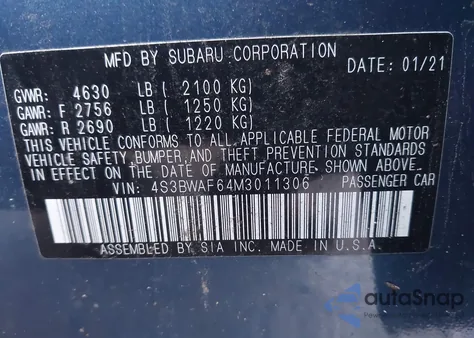 MFD BY SUBARU CORPORATION
DATE: 01/21
GVWR: 4630 LB ( 2100 KG)
GAWR: F 2756 LB ( 1250 KG)
GAWR: R 2690 LB ( 1220 KG)
THIS VEHICLE CONFORMS TO ALL APPLICABLE FEDERAL MOTOR
VEHICLE SAFETY, BUMPER, AND THEFT PREVENTION STANDARDS
IN EFFECT ON THE DATE OF MANUFACTURE SHOWN ABOVE.
VIN: 4S3BWAF64M3011306 PASSENGER CAR
ASSEMBLED BY SIA INC. MADE IN U.S.A.
autoSnap